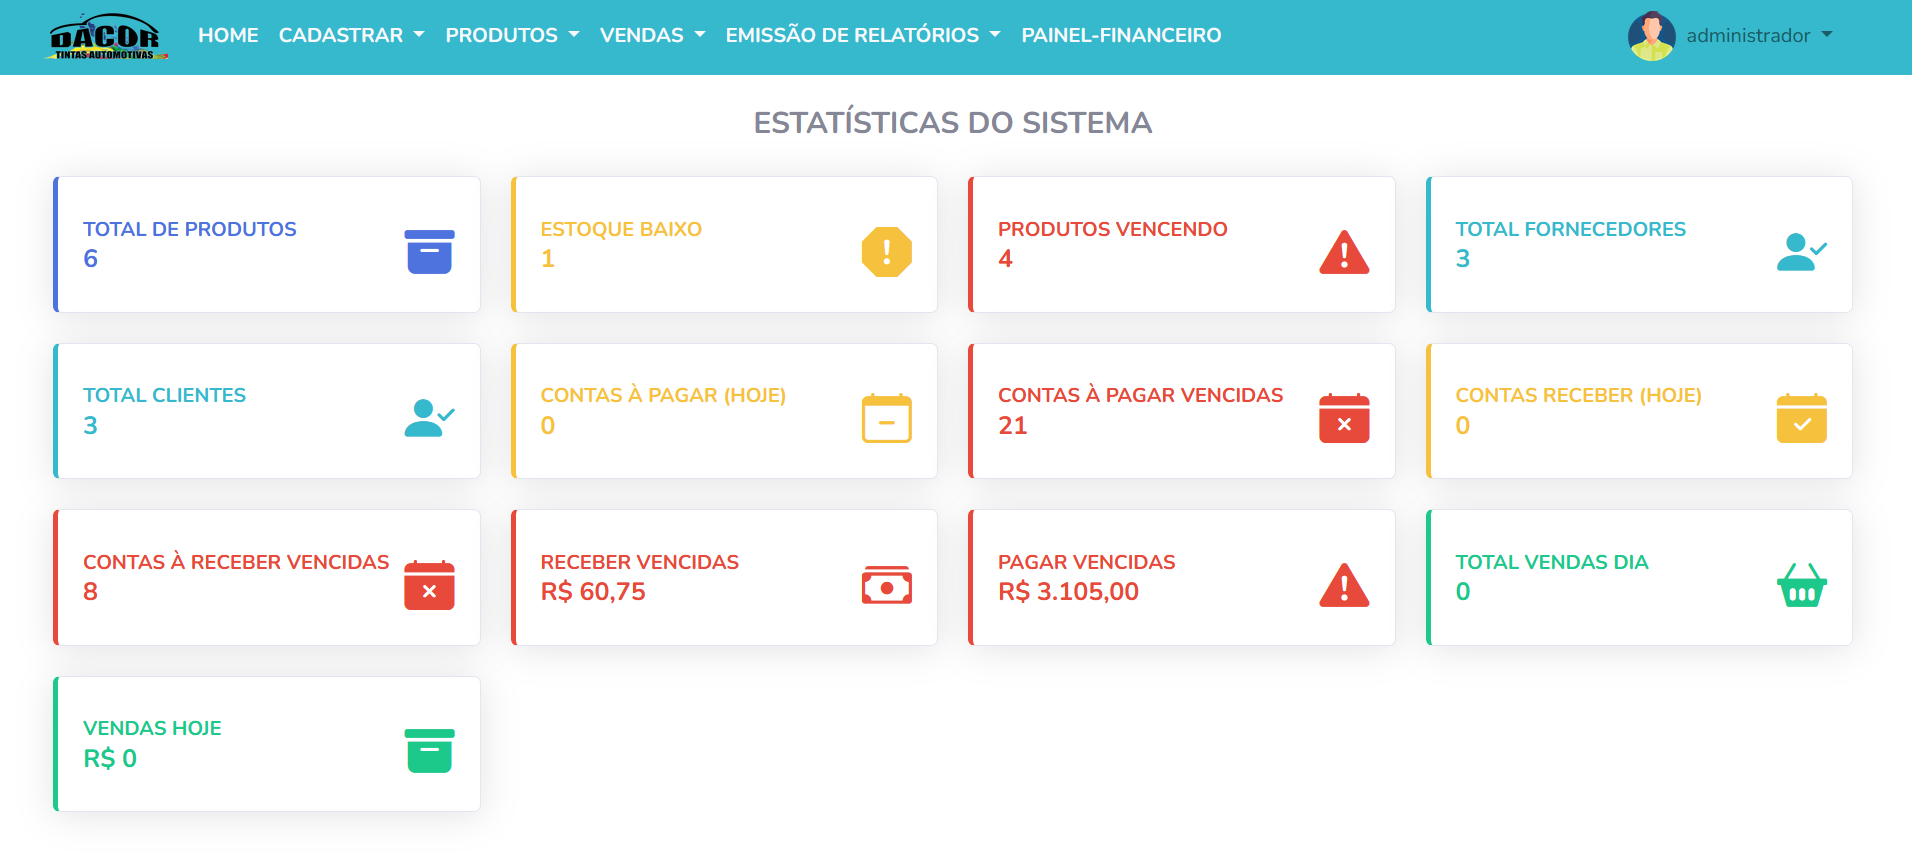 DACOR
TINTAS AUTOMOTIVAS
HOME CADASTRAR PRODUTOS VENDAS EMISSÃO DE RELATÓRIOS PAINEL-FINANCEIRO administrador
ESTATÍSTICAS DO SISTEMA
TOTAL DE PRODUTOS
6
ESTOQUE BAIXO
1
PRODUTOS VENCENDO
4
TOTAL FORNECEDORES
3
TOTAL CLIENTES
3
CONTAS À PAGAR (HOJE)
0
CONTAS À PAGAR VENCIDAS
21
CONTAS RECEBER (HOJE)
0
CONTAS À RECEBER VENCIDAS
8
RECEBER VENCIDAS
R$ 60,75
PAGAR VENCIDAS
R$ 3.105,00
TOTAL VENDAS DIA
0
VENDAS HOJE
R$ 0